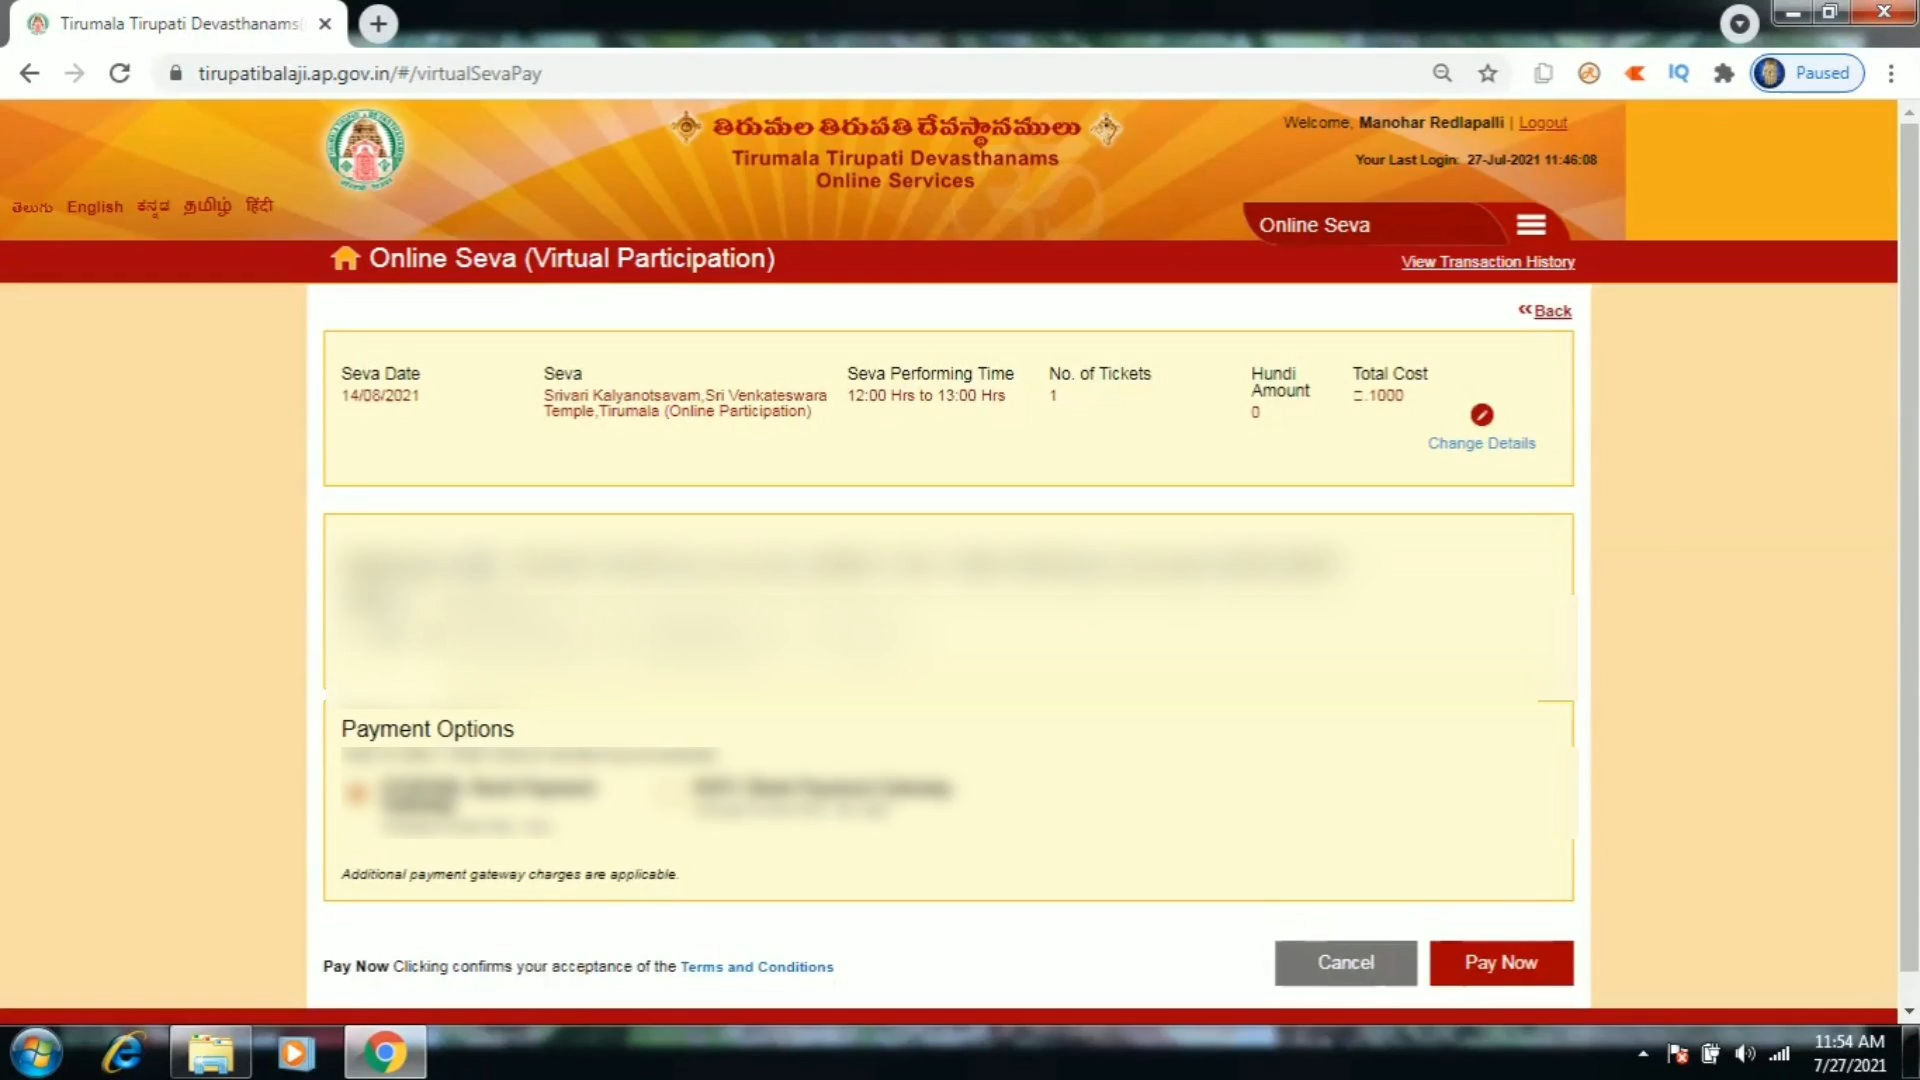 Tirumala Tirupati Devasthanams
tirupatibalaji.ap.gov.in/#/virtualSevaPay
IQ
Paused
తిరుమల తిరుపతి దేవస్థానములు
Tirumala Tirupati Devasthanams
Online Services
Welcome, Manohar Redlapalli | Logout
Your Last Login: 27-Jul-2021 11:46:08
తెలుగు English ಕನ್ನಡ தமிழ் हिंदी
Online Seva
Online Seva (Virtual Participation)
View Transaction History
«Back
Seva Date
14/08/2021
Seva
Srivari Kalyanotsavam,Sri Venkateswara
Temple,Tirumala (Online Participation)
Seva Performing Time
12:00 Hrs to 13:00 Hrs
No. of Tickets
1
Hundi
Amount
0
Total Cost
□.1000
Change Details
Payment Options
Additional payment gateway charges are applicable.
Pay Now Clicking confirms your acceptance of the Terms and Conditions
Cancel
Pay Now
11:54 AM
7/27/2021